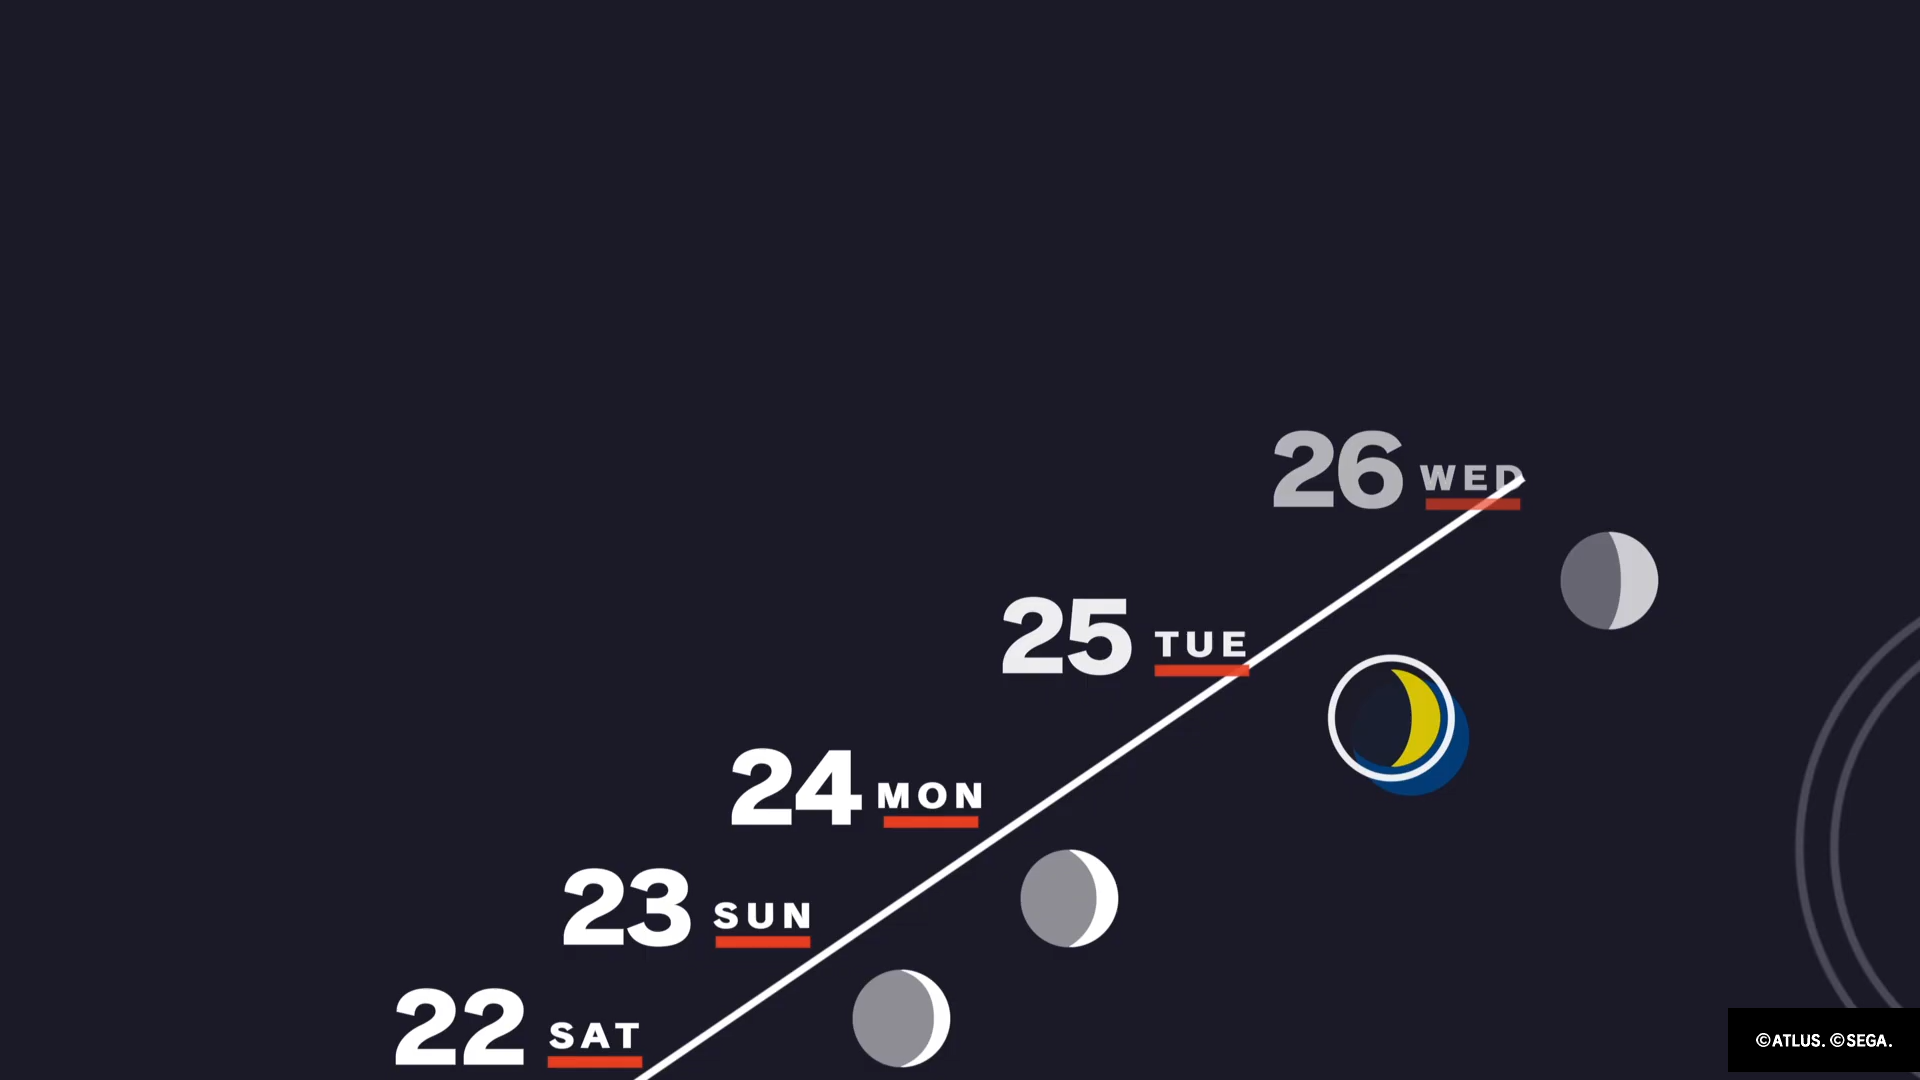 26 WED
25 TUE
24 MON
23 SUN
22 SAT
©ATLUS. ©SEGA.